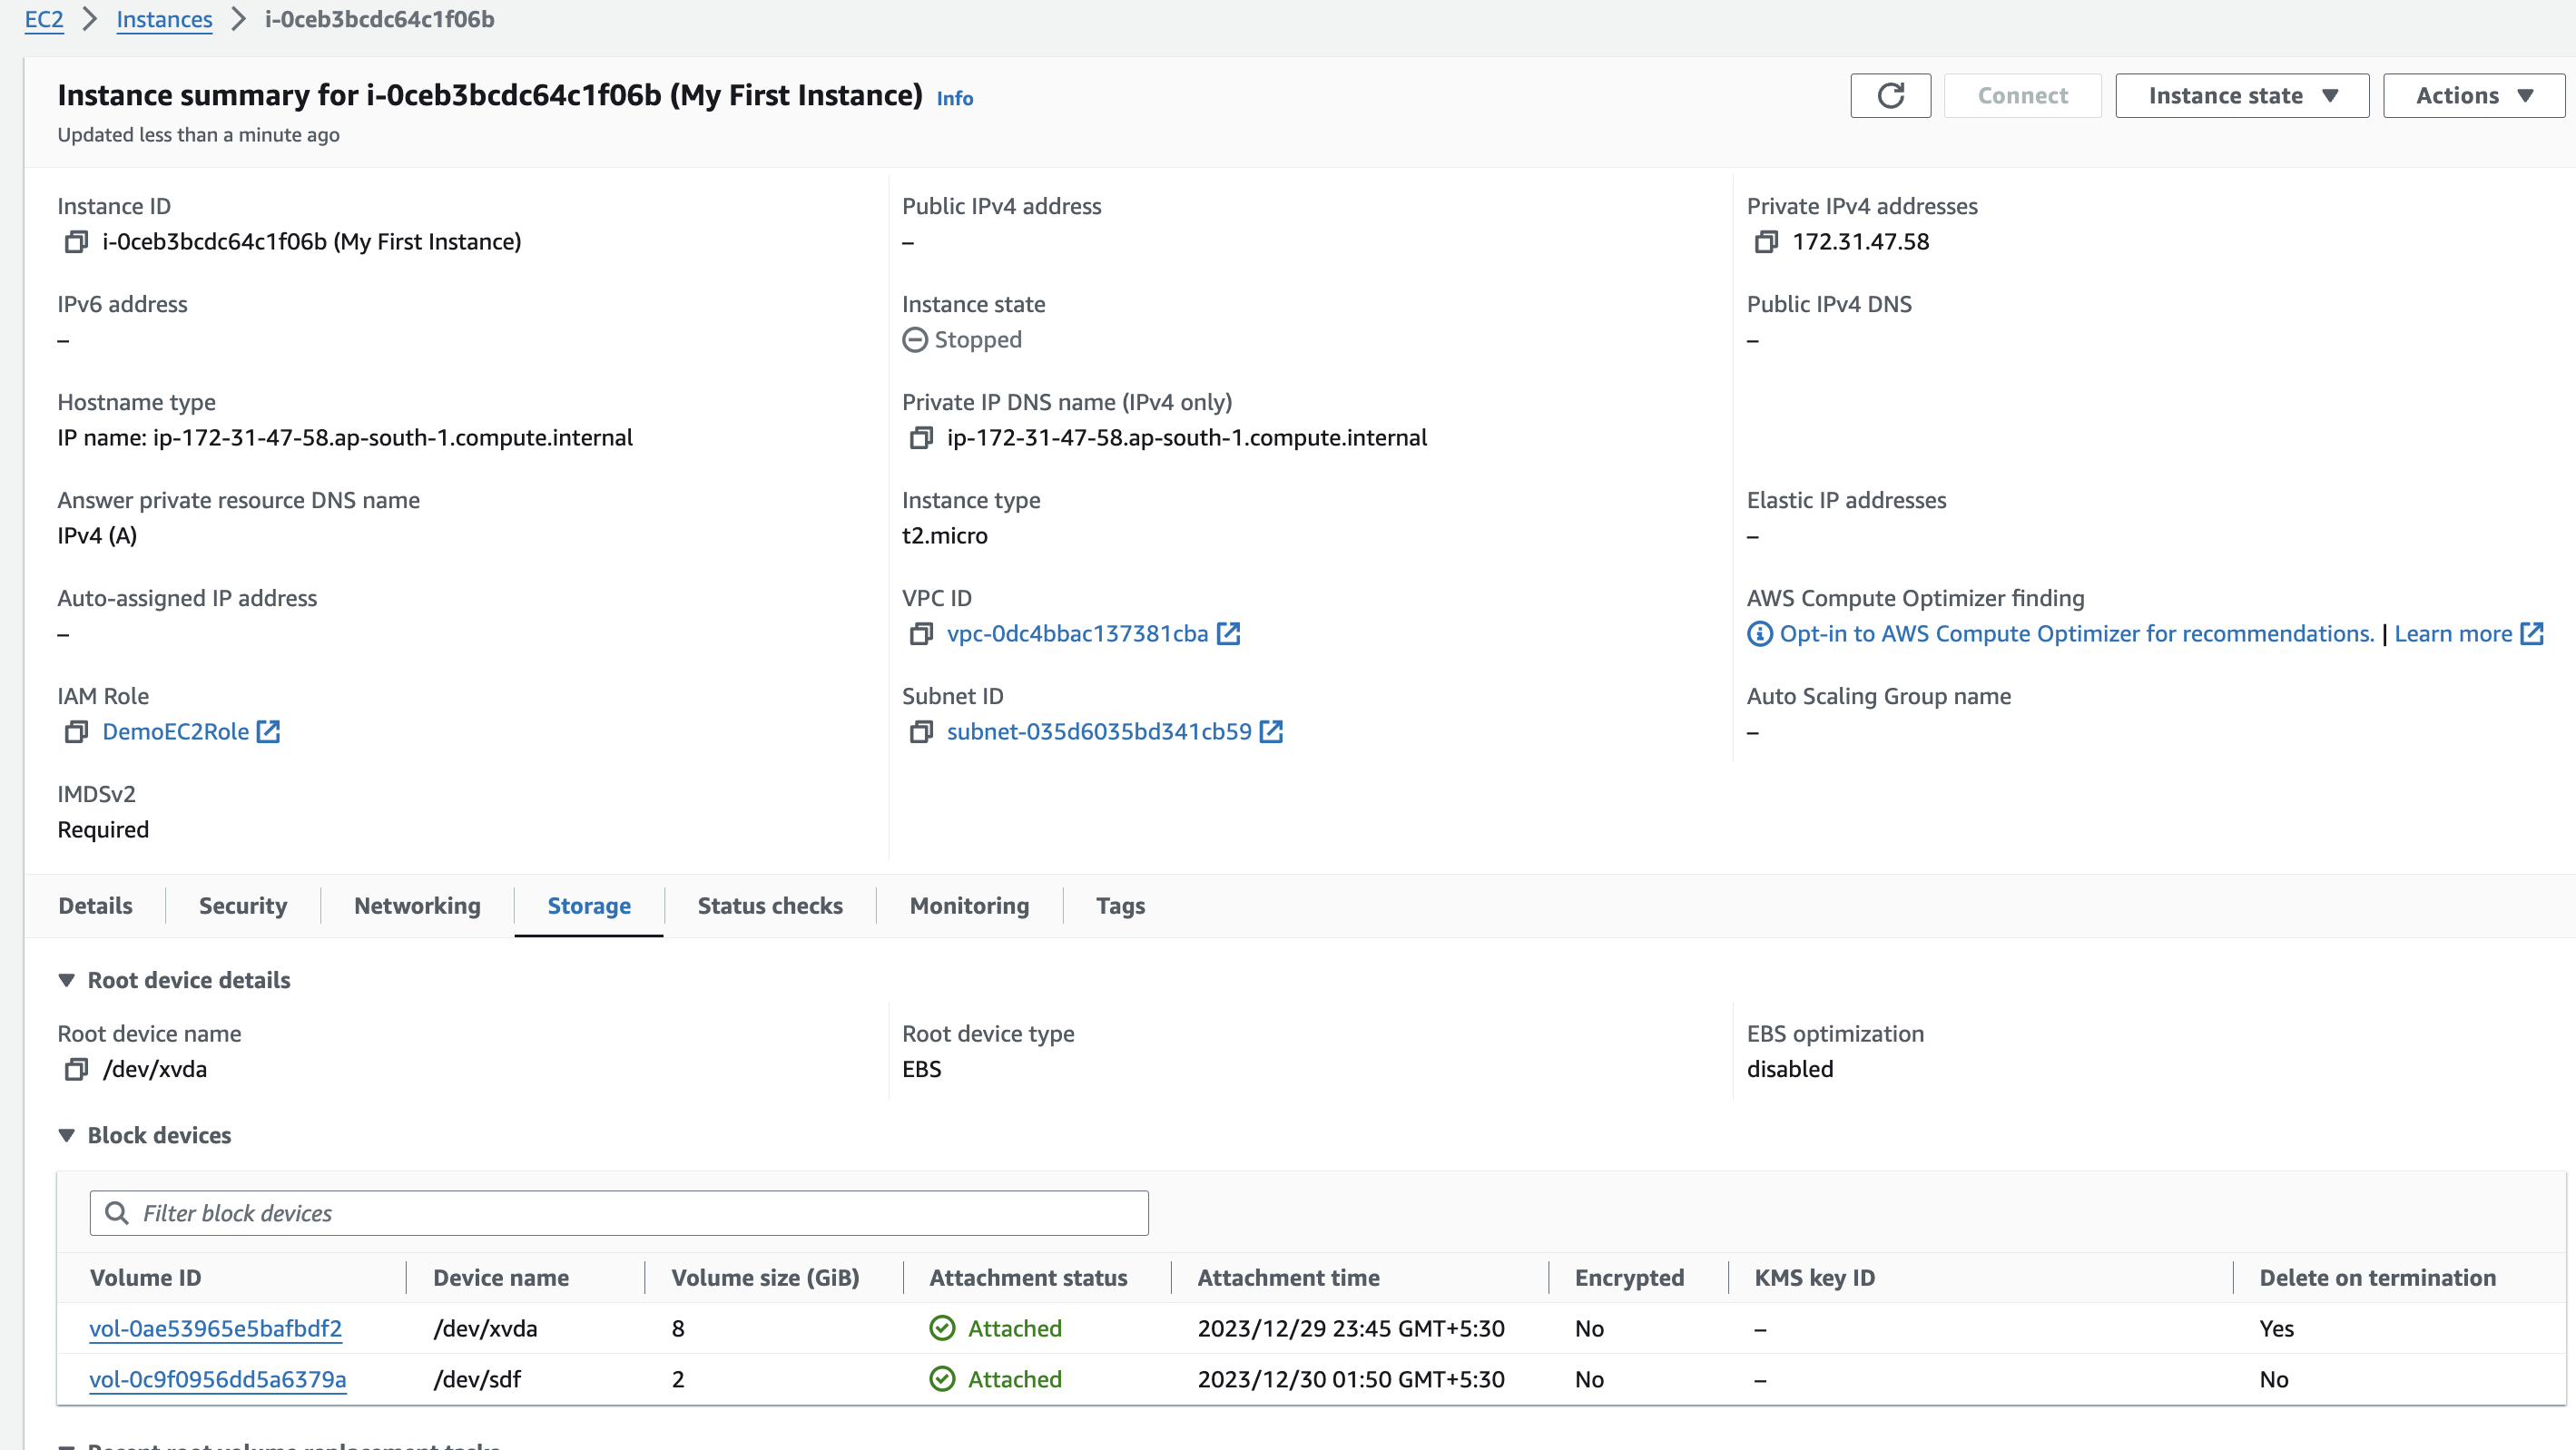 EC2 > Instances > i-0ceb3bcdc64c1f06b
Instance summary for i-0ceb3bcdc64c1f06b (My First Instance) Info
Updated less than a minute ago
Connect
Instance state
Actions
Instance ID
i-0ceb3bcdc64c1f06b (My First Instance)
Public IPv4 address
–
Private IPv4 addresses
172.31.47.58
IPv6 address
–
Instance state
Stopped
Public IPv4 DNS
–
Hostname type
IP name: ip-172-31-47-58.ap-south-1.compute.internal
Private IP DNS name (IPv4 only)
ip-172-31-47-58.ap-south-1.compute.internal
Answer private resource DNS name
IPv4 (A)
Instance type
t2.micro
Elastic IP addresses
–
Auto-assigned IP address
–
VPC ID
vpc-0dc4bbac137381cba
AWS Compute Optimizer finding
Opt-in to AWS Compute Optimizer for recommendations. | Learn more
IAM Role
DemoEC2Role
Subnet ID
subnet-035d6035bd341cb59
Auto Scaling Group name
–
IMDSv2
Required
Details Security Networking Storage Status checks Monitoring Tags
Root device details
Root device name
/dev/xvda
Root device type
EBS
EBS optimization
disabled
Block devices
Filter block devices
Volume ID Device name Volume size (GiB) Attachment status Attachment time Encrypted KMS key ID Delete on termination
vol-0ae53965e5bafbdf2 /dev/xvda 8 Attached 2023/12/29 23:45 GMT+5:30 No – Yes
vol-0c9f0956dd5a6379a /dev/sdf 2 Attached 2023/12/30 01:50 GMT+5:30 No – No
Recent root volume replacement tasks